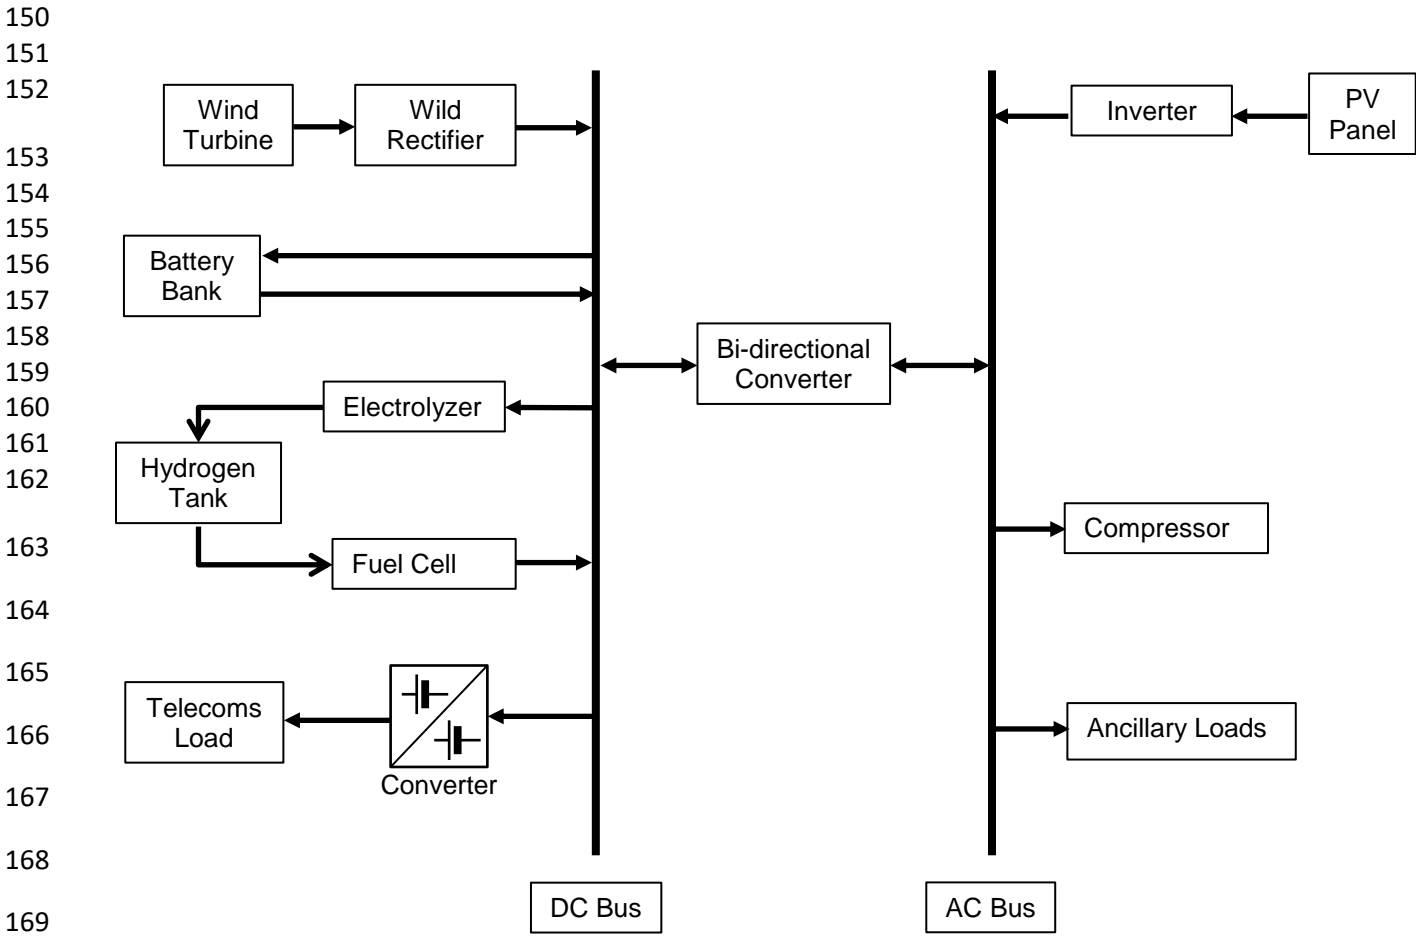 150
151
152
Wind
Turbine
Wild
Rectifier
Inverter
PV
Panel
153
154
155
156
Battery
Bank
157
158
Bi-directional
Converter
159
160
Electrolyzer
161
Hydrogen
Tank
162
163
Fuel Cell
Compressor
164
165
Telecoms
Load
166
Converter
Ancillary Loads
167
168
DC Bus
AC Bus
169